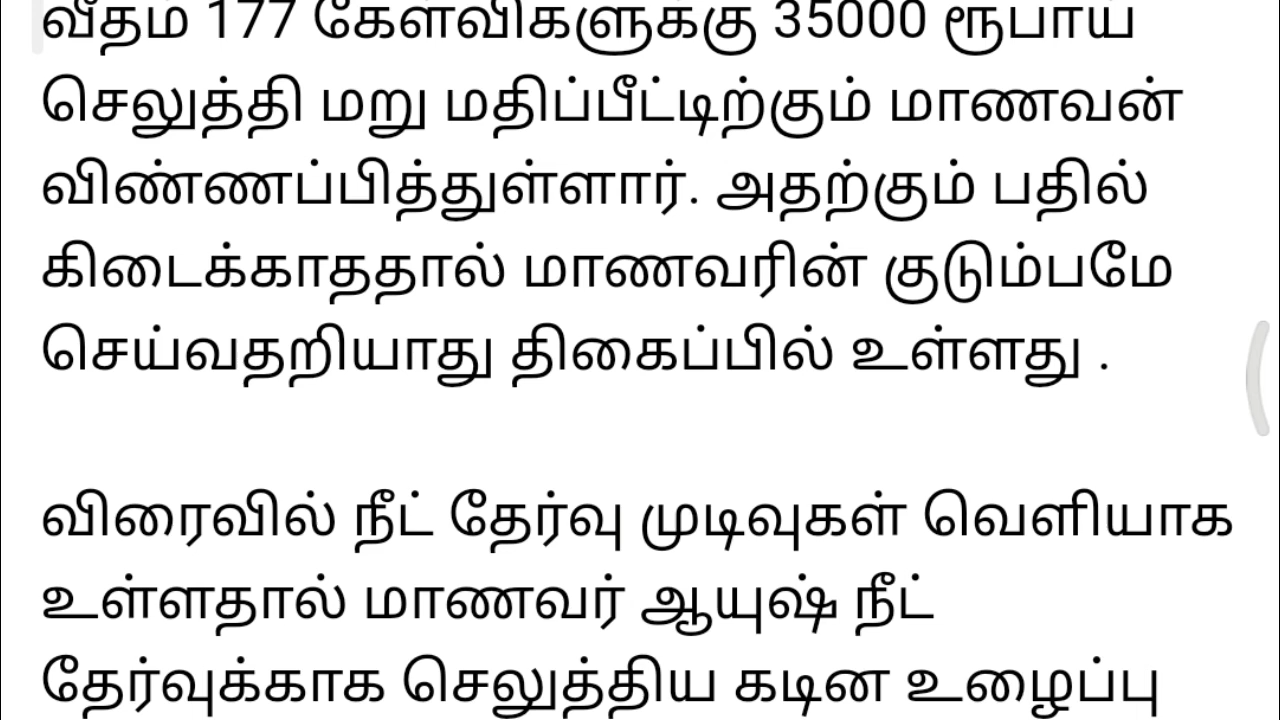 வீதம் 177 கேள்விகளுக்கு 35000 ரூபாய்
செலுத்தி மறு மதிப்பீட்டிற்கும் மாணவன்
விண்ணப்பித்துள்ளார். அதற்கும் பதில்
கிடைக்காததால் மாணவரின் குடும்பமே
செய்வதறியாது திகைப்பில் உள்ளது .
விரைவில் நீட் தேர்வு முடிவுகள் வெளியாக
உள்ளதால் மாணவர் ஆயுஷ் நீட்
தேர்வுக்காக செலுத்திய கடின உழைப்பு